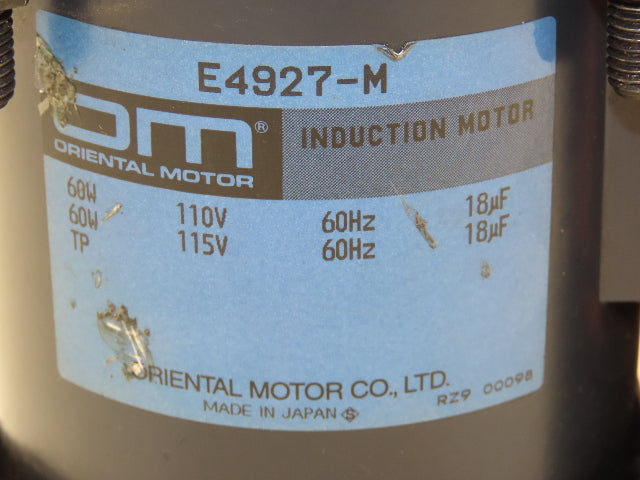 E4927-M
om®
ORIENTAL MOTOR
INDUCTION MOTOR
60W 110V 60Hz 18µF
60W 115V 60Hz 18µF
TP
ORIENTAL MOTOR CO., LTD.
MADE IN JAPAN S
RZ9 00098